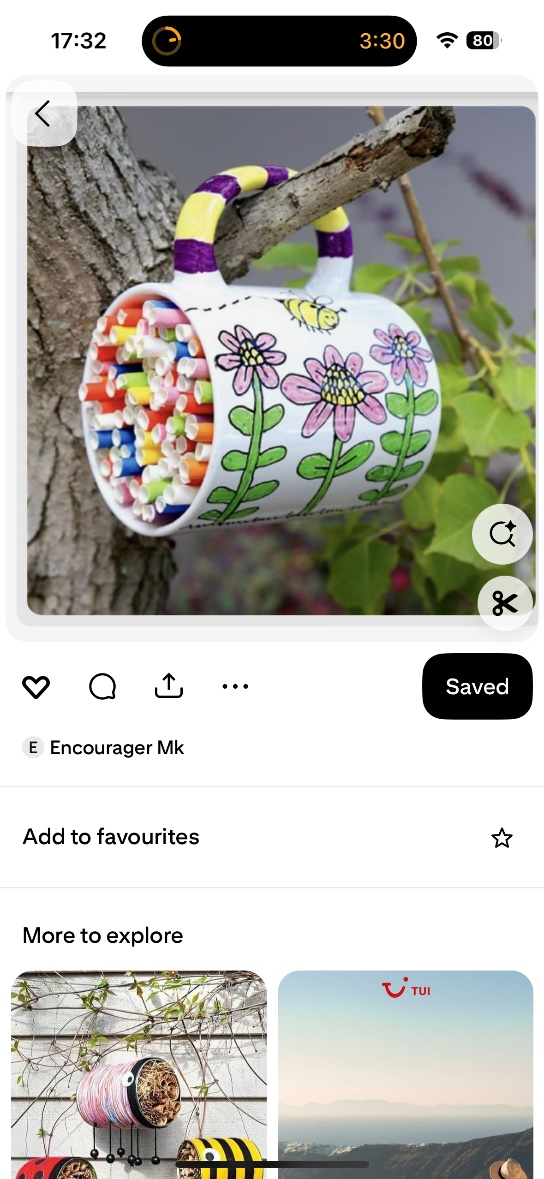 17:32
3:30
80
Saved
E Encourager Mk
Add to favourites
More to explore
TUI